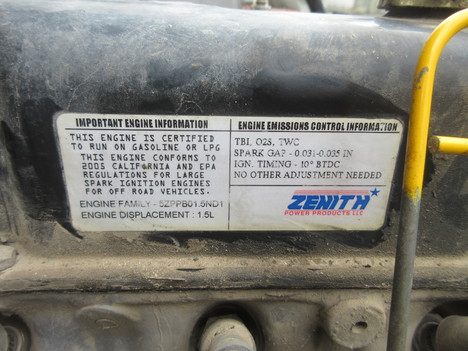 IMPORTANT ENGINE INFORMATION
THIS ENGINE IS CERTIFIED
TO RUN ON GASOLINE OR LPG
THIS ENGINE CONFORMS TO
2005 CALIFORNIA AND EPA
REGULATIONS FOR LARGE
SPARK IGNITION ENGINES
FOR OFF ROAD VEHICLES.
ENGINE FAMILY - 5ZPPB01.6ND1
ENGINE DISPLACEMENT : 1.5L
ENGINE EMISSIONS CONTROL INFORMATION
TBI, O2S, TWC
SPARK GAP - 0.031-0.035 IN
IGN. TIMING - 10° BTDC
NO OTHER ADJUSTMENT NEEDED
ZENITH
POWER PRODUCTS LLC